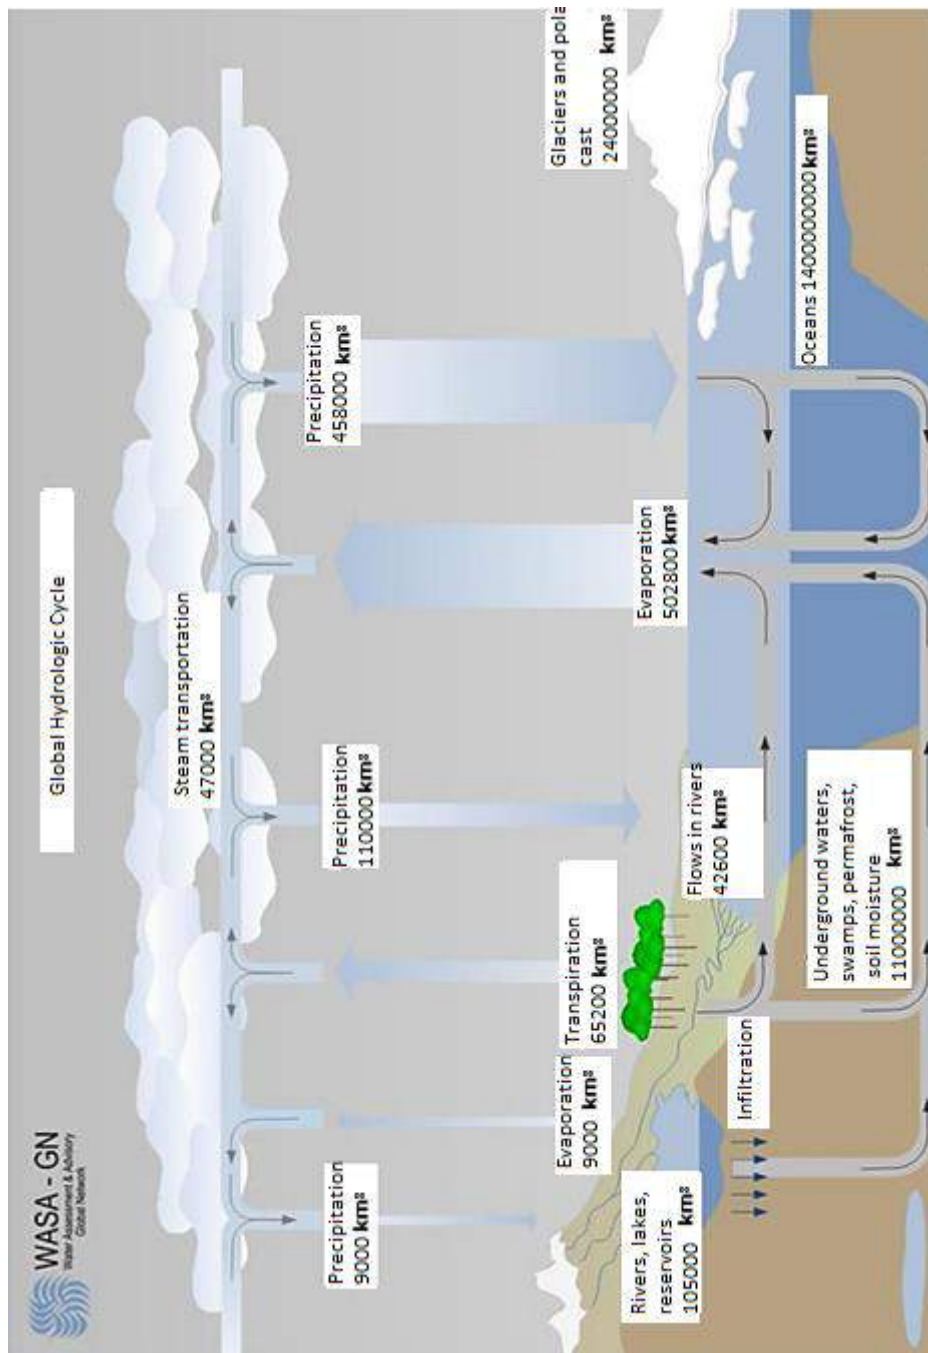 WASA - GN
Water Assessment & Advisory
Global Network
Global Hydrologic Cycle
Steam transportation
47000 km³
Precipitation
9000 km³
Precipitation
110000 km³
Precipitation
458000 km³
Evaporation
9000 km³
Transpiration
65200 km³
Evaporation
502800 km³
Glaciers and pola
cast
24000000 km³
Rivers, lakes,
reservoirs
105000 km³
Flows in rivers
42600 km³
Infiltration
Underground waters,
swamps, permafrost,
soil moisture
11000000 km³
Oceans 1400000000 km³